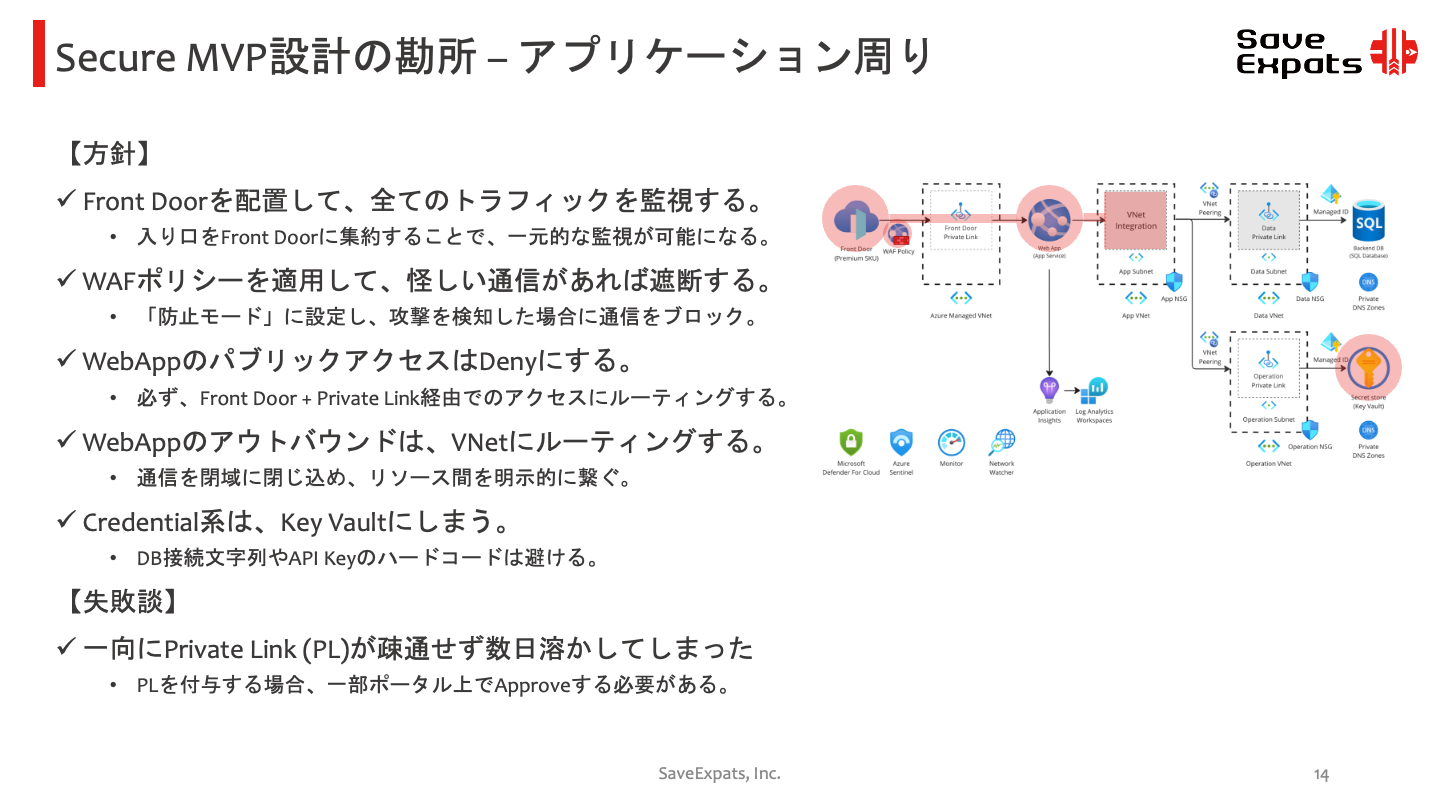 Secure MVP設計の勘所 – アプリケーション周り
Save
Expats
【方針】
✓ Front Doorを配置して、全てのトラフィックを監視する。
• 入り口をFront Doorに集約することで、一元的な監視が可能になる。
✓ WAFポリシーを適用して、怪しい通信があれば遮断する。
• 「防止モード」に設定し、攻撃を検知した場合に通信をブロック。
✓ WebAppのパブリックアクセスはDenyにする。
• 必ず、Front Door + Private Link経由でのアクセスにルーティングする。
✓ WebAppのアウトバウンドは、VNetにルーティングする。
• 通信を閉域に閉じ込め、リソース間を明示的に繋ぐ。
✓ Credential系は、Key Vaultにしまう。
• DB接続文字列やAPI Keyのハードコードは避ける。
【失敗談】
✓ 一向にPrivate Link (PL)が疎通せず数日溶かしてしまった
• PLを付与する場合、一部ポータル上でApproveする必要がある。
Front Door
(Premium SKU)
WAF Policy
Front Door
Private Link
Azure Managed VNet
Web App
(App Service)
VNet
Integration
App Subnet
App NSG
App VNet
VNet
Peering
Data
Private Link
Data Subnet
Data NSG
Data VNet
Managed ID
SQL
Backend DB
(SQL Database)
DNS
Private
DNS Zones
VNet
Peering
Operation
Private Link
Operation Subnet
Operation NSG
Operation VNet
Managed ID
Secret store
(Key Vault)
DNS
Private
DNS Zones
Application
Insights
Log Analytics
Workspaces
Microsoft
Defender For Cloud
Azure
Sentinel
Monitor
Network
Watcher
SaveExpats, Inc.
14